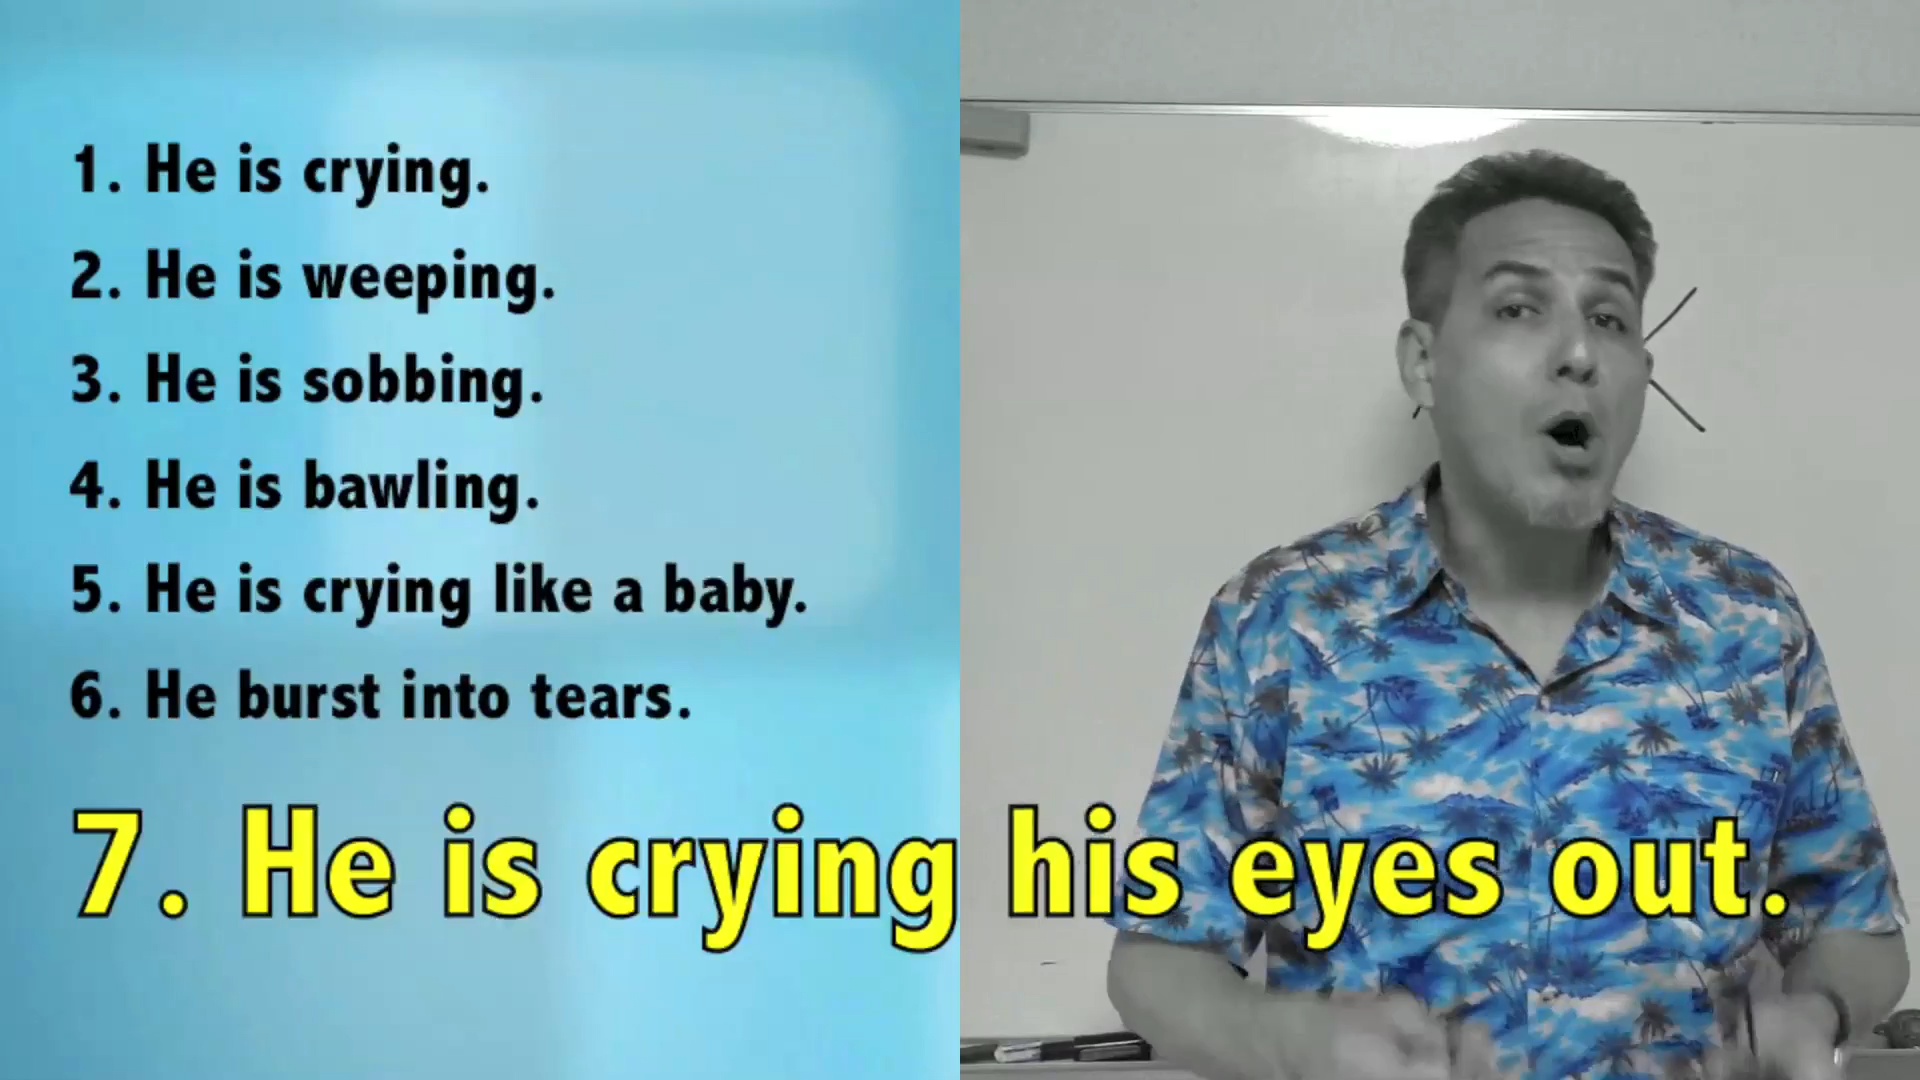 1. He is crying.
2. He is weeping.
3. He is sobbing.
4. He is bawling.
5. He is crying like a baby.
6. He burst into tears.
7. He is crying his eyes out.